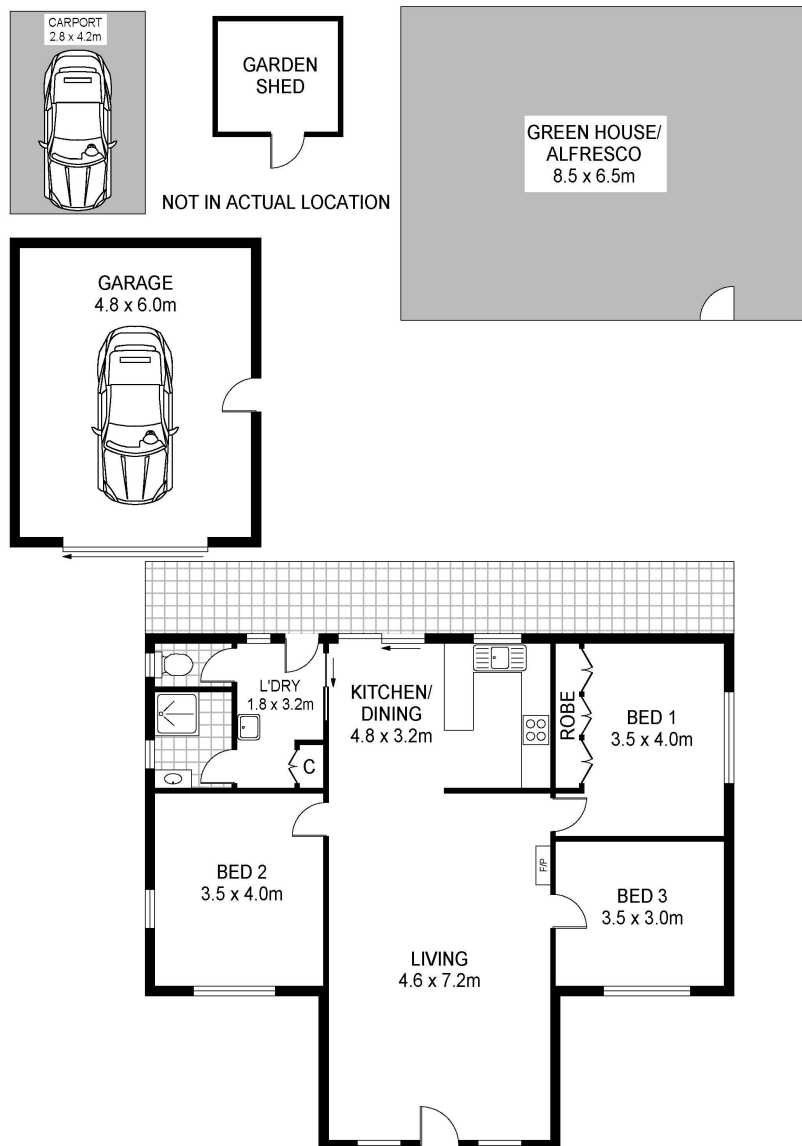 CARPORT
2.8 x 4.2m
GARDEN
SHED
GREEN HOUSE/
ALFRESCO
8.5 x 6.5m
NOT IN ACTUAL LOCATION
GARAGE
4.8 x 6.0m
L'DRY
1.8 x 3.2m
KITCHEN/
DINING
4.8 x 3.2m
ROBE
BED 1
3.5 x 4.0m
C
BED 2
3.5 x 4.0m
F/P
BED 3
3.5 x 3.0m
LIVING
4.6 x 7.2m